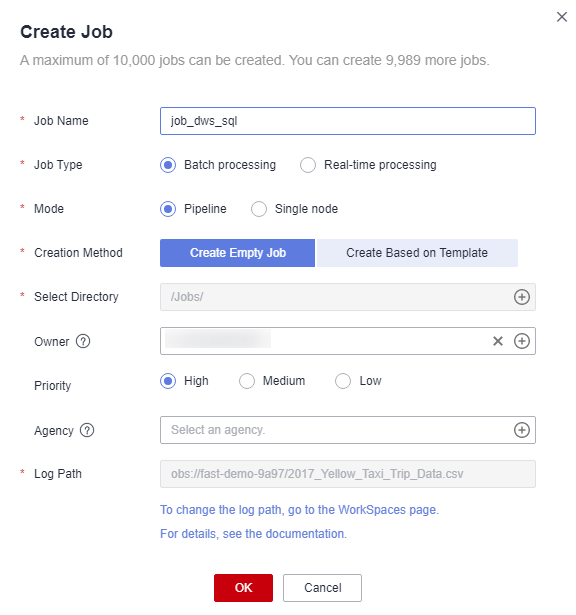 Create Job
A maximum of 10,000 jobs can be created. You can create 9,989 more jobs.
* Job Name job_dws_sql
* Job Type Batch processing Real-time processing
* Mode Pipeline Single node
* Creation Method Create Empty Job Create Based on Template
* Select Directory /Jobs/
Owner ?
Priority High Medium Low
Agency ? Select an agency.
* Log Path obs://fast-demo-9a97/2017_Yellow_Taxi_Trip_Data.csv
To change the log path, go to the WorkSpaces page.
For details, see the documentation.
OK Cancel